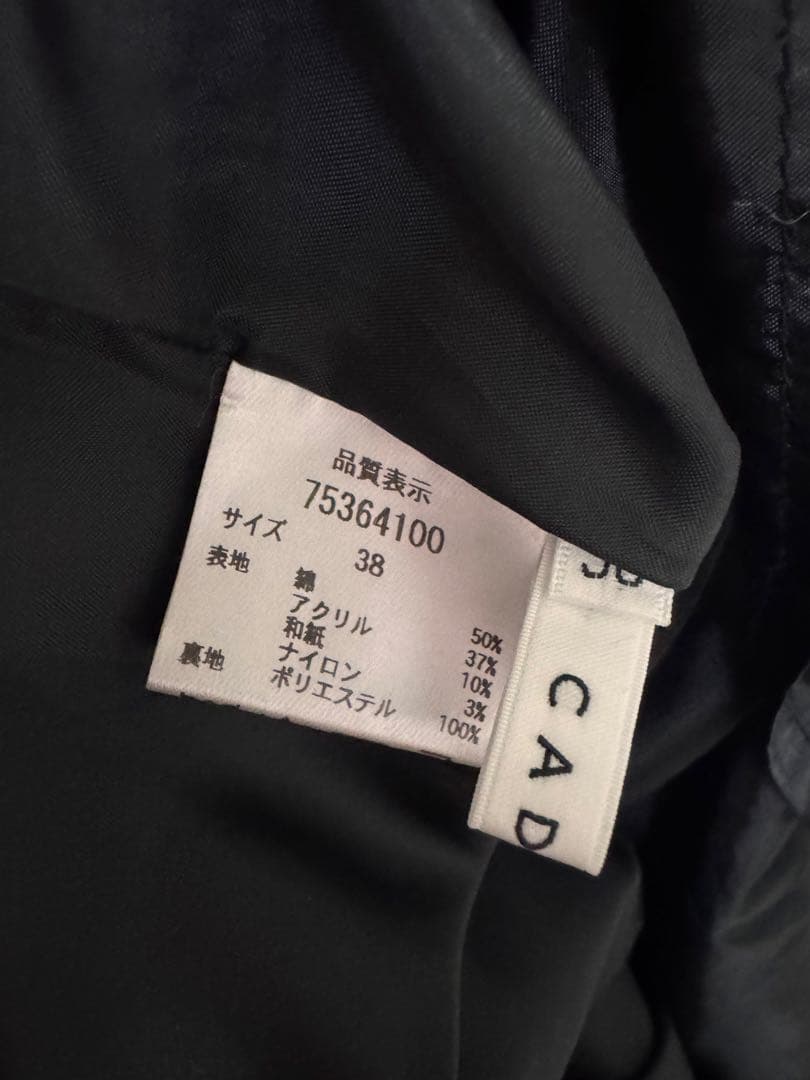 品質表示
75364100
サイズ 38
表地 綿 50%
アクリル 37%
和紙 10%
ナイロン 3%
裏地 ポリエステル 100%
38
CAD